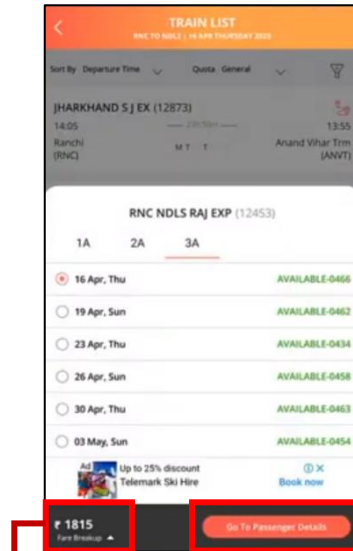 TRAIN LIST
RNC TO NDLS | 16 APR THURSDAY 2020
Sort By Departure Time Quota General
JHARKHAND S J EX (12873)
14:05 13:55
Ranchi Anand Vihar Trm
(RNC) M T T (ANVT)
RNC NDLS RAJ EXP (12453)
1A 2A 3A
16 Apr, Thu AVAILABLE-0466
19 Apr, Sun AVAILABLE-0462
23 Apr, Thu AVAILABLE-0434
26 Apr, Sun AVAILABLE-0458
30 Apr, Thu AVAILABLE-0463
03 May, Sun AVAILABLE-0454
Ad Up to 25% discount
Telemark Ski Hire Book now
₹ 1815 Go To Passenger Details
Fare Breakup